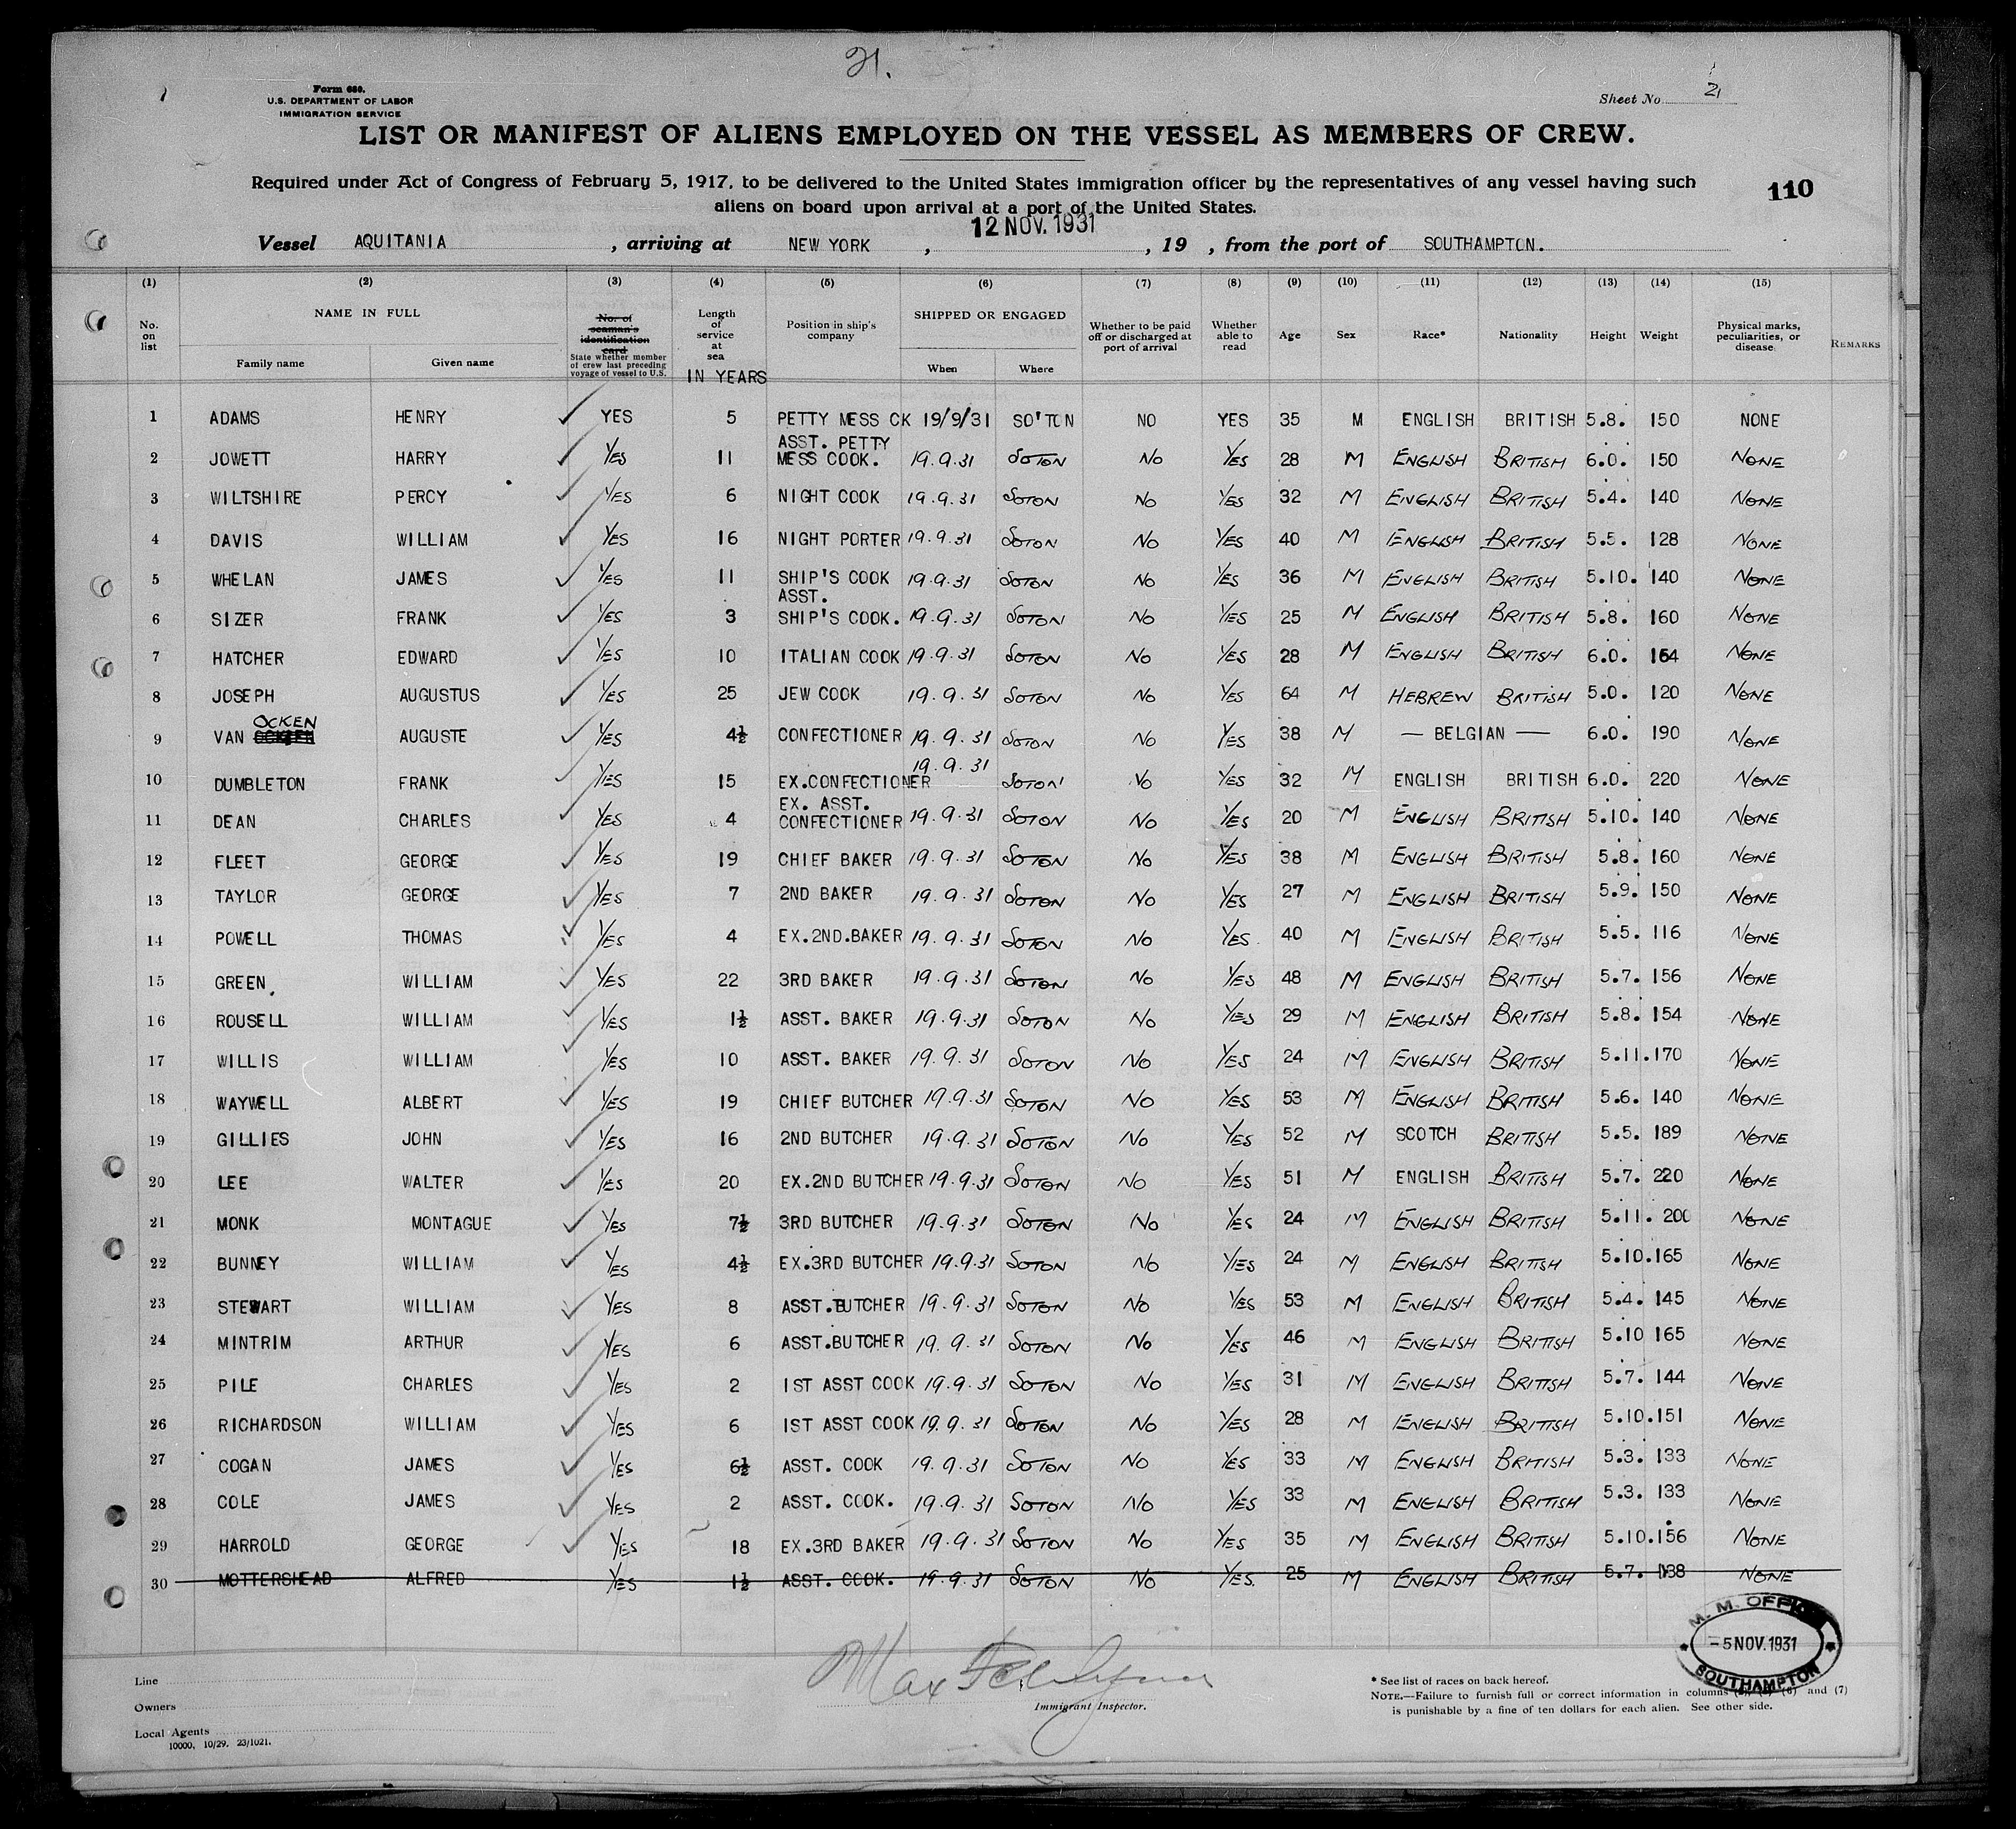 21.
Form 680.
U.S. DEPARTMENT OF LABOR
IMMIGRATION SERVICE
Sheet No. 21
LIST OR MANIFEST OF ALIENS EMPLOYED ON THE VESSEL AS MEMBERS OF CREW.
Required under Act of Congress of February 5, 1917, to be delivered to the United States immigration officer by the representatives of any vessel having such
aliens on board upon arrival at a port of the United States.
110
12 NOV. 1931
Vessel AQUITANIA , arriving at NEW YORK , , 19 , from the port of SOUTHAMPTON.
(1) (2) (3) (4) (5) (6) (7) (8) (9) (10) (11) (12) (13) (14) (15)
No. on list
NAME IN FULL
Family name Given name
No. of seaman's identification card
State whether member of crew last preceding voyage of vessel to U.S.
Length of service at sea
IN YEARS
Position in ship's company
SHIPPED OR ENGAGED
When Where
Whether to be paid off or discharged at port of arrival
Whether able to read
Age Sex Race* Nationality Height Weight
Physical marks, peculiarities, or disease
REMARKS
1 ADAMS HENRY YES 5 PETTY MESS CK 19/9/31 SO'TON NO YES 35 M ENGLISH BRITISH 5.8. 150 NONE
2 JOWETT HARRY YES 11 ASST. PETTY MESS COOK. 19.9.31 SOTON NO YES 28 M ENGLISH BRITISH 6.0. 150 NONE
3 WILTSHIRE PERCY YES 6 NIGHT COOK 19.9.31 SOTON NO YES 32 M ENGLISH BRITISH 5.4. 140 NONE
4 DAVIS WILLIAM YES 16 NIGHT PORTER 19.9.31 SOTON NO YES 40 M ENGLISH BRITISH 5.5. 128 NONE
5 WHELAN JAMES YES 11 SHIP'S COOK 19.9.31 SOTON NO YES 36 M ENGLISH BRITISH 5.10. 140 NONE
6 SIZER FRANK YES 3 ASST. SHIP'S COOK. 19.9.31 SOTON NO YES 25 M ENGLISH BRITISH 5.8. 160 NONE
7 HATCHER EDWARD YES 10 ITALIAN COOK 19.9.31 SOTON NO YES 28 M ENGLISH BRITISH 6.0. 164 NONE
8 JOSEPH AUGUSTUS YES 25 JEW COOK 19.9.31 SOTON NO YES 64 M HEBREW BRITISH 5.0. 120 NONE
9 VAN OCKEN AUGUSTE YES 4½ CONFECTIONER 19.9.31 SOTON NO YES 38 M — BELGIAN — 6.0. 190 NONE
10 DUMBLETON FRANK YES 15 EX.CONFECTIONER 19.9.31 SOTON NO YES 32 M ENGLISH BRITISH 6.0. 220 NONE
11 DEAN CHARLES YES 4 EX. ASST. CONFECTIONER 19.9.31 SOTON NO YES 20 M ENGLISH BRITISH 5.10. 140 NONE
12 FLEET GEORGE YES 19 CHIEF BAKER 19.9.31 SOTON NO YES 38 M ENGLISH BRITISH 5.8. 160 NONE
13 TAYLOR GEORGE YES 7 2ND BAKER 19.9.31 SOTON NO YES 27 M ENGLISH BRITISH 5.9. 150 NONE
14 POWELL THOMAS YES 4 EX.2ND.BAKER 19.9.31 SOTON NO YES. 40 M ENGLISH BRITISH 5.5. 116 NONE
15 GREEN. WILLIAM YES 22 3RD BAKER 19.9.31 SOTON NO YES 48 M ENGLISH BRITISH 5.7. 156 NONE
16 ROUSELL WILLIAM YES 1½ ASST. BAKER 19.9.31 SOTON NO YES 29 M ENGLISH BRITISH 5.8. 154 NONE
17 WILLIS WILLIAM YES 10 ASST. BAKER 19.9.31 SOTON NO YES 24 M ENGLISH BRITISH 5.11. 170 NONE
18 WAYWELL ALBERT YES 19 CHIEF BUTCHER 19.9.31 SOTON NO YES 53 M ENGLISH BRITISH 5.6. 140 NONE
19 GILLIES JOHN YES 16 2ND BUTCHER 19.9.31 SOTON NO YES 52 M SCOTCH BRITISH 5.5. 189 NONE
20 LEE WALTER YES 20 EX.2ND BUTCHER 19.9.31 SOTON NO YES 51 M ENGLISH BRITISH 5.7. 220 NONE
21 MONK MONTAGUE YES 7½ 3RD BUTCHER 19.9.31 SOTON NO YES 24 M ENGLISH BRITISH 5.11. 200 NONE
22 BUNNEY WILLIAM YES 4½ EX.3RD BUTCHER 19.9.31 SOTON NO YES 24 M ENGLISH BRITISH 5.10. 165 NONE
23 STEWART WILLIAM YES 8 ASST.BUTCHER 19.9.31 SOTON NO YES 53 M ENGLISH BRITISH 5.4. 145 NONE
24 MINTRIM ARTHUR YES 6 ASST.BUTCHER 19.9.31 SOTON NO YES 46 M ENGLISH BRITISH 5.10 165 NONE
25 PILE CHARLES YES 2 1ST ASST COOK 19.9.31 SOTON NO YES 31 M ENGLISH BRITISH 5.7. 144 NONE
26 RICHARDSON WILLIAM YES 6 1ST ASST COOK 19.9.31 SOTON NO YES 28 M ENGLISH BRITISH 5.10. 151 NONE
27 COGAN JAMES YES 6½ ASST. COOK 19.9.31 SOTON NO YES 33 M ENGLISH BRITISH 5.3. 133 NONE
28 COLE JAMES YES 2 ASST. COOK. 19.9.31 SOTON NO YES 33 M ENGLISH BRITISH 5.3. 133 NONE
29 HARROLD GEORGE YES 18 EX.3RD BAKER 19.9.31 SOTON NO YES 35 M ENGLISH BRITISH 5.10. 156 NONE
30 MOTTERSHEAD ALFRED YES 1½ ASST. COOK. 19.9.31 SOTON NO YES. 25 M ENGLISH BRITISH 5.7. 138 NONE
M. M. OFFICE
-5 NOV. 1931
SOUTHAMPTON
Line
Owners
Local Agents
10000, 10/29. 23/1021.
Max
Immigrant Inspector.
* See list of races on back hereof.
NOTE.—Failure to furnish full or correct information in columns (6) and (7)
is punishable by a fine of ten dollars for each alien. See other side.